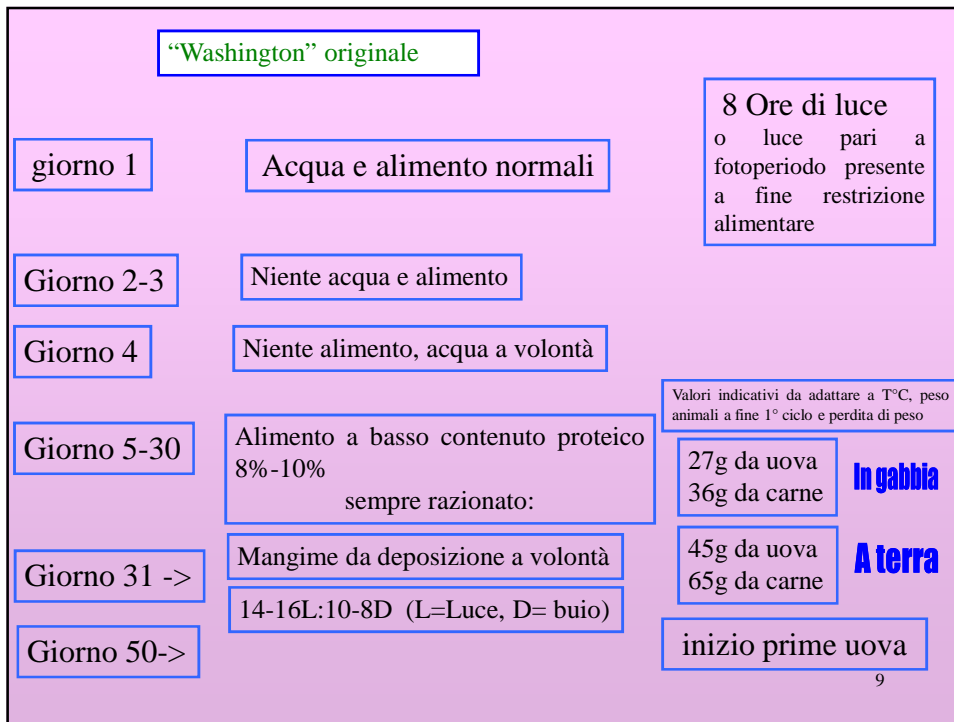 “Washington” originale
8 Ore di luce
o luce pari a
fotoperiodo presente
a fine restrizione
alimentare
giorno 1
Acqua e alimento normali
Giorno 2-3
Niente acqua e alimento
Giorno 4
Niente alimento, acqua a volontà
Valori indicativi da adattare a T°C, peso
animali a fine 1° ciclo e perdita di peso
Giorno 5-30
Alimento a basso contenuto proteico
8%-10%
sempre razionato:
27g da uova
36g da carne
In gabbia
45g da uova
65g da carne
A terra
Giorno 31 ->
Mangime da deposizione a volontà
14-16L:10-8D (L=Luce, D= buio)
Giorno 50->
inizio prime uova
9